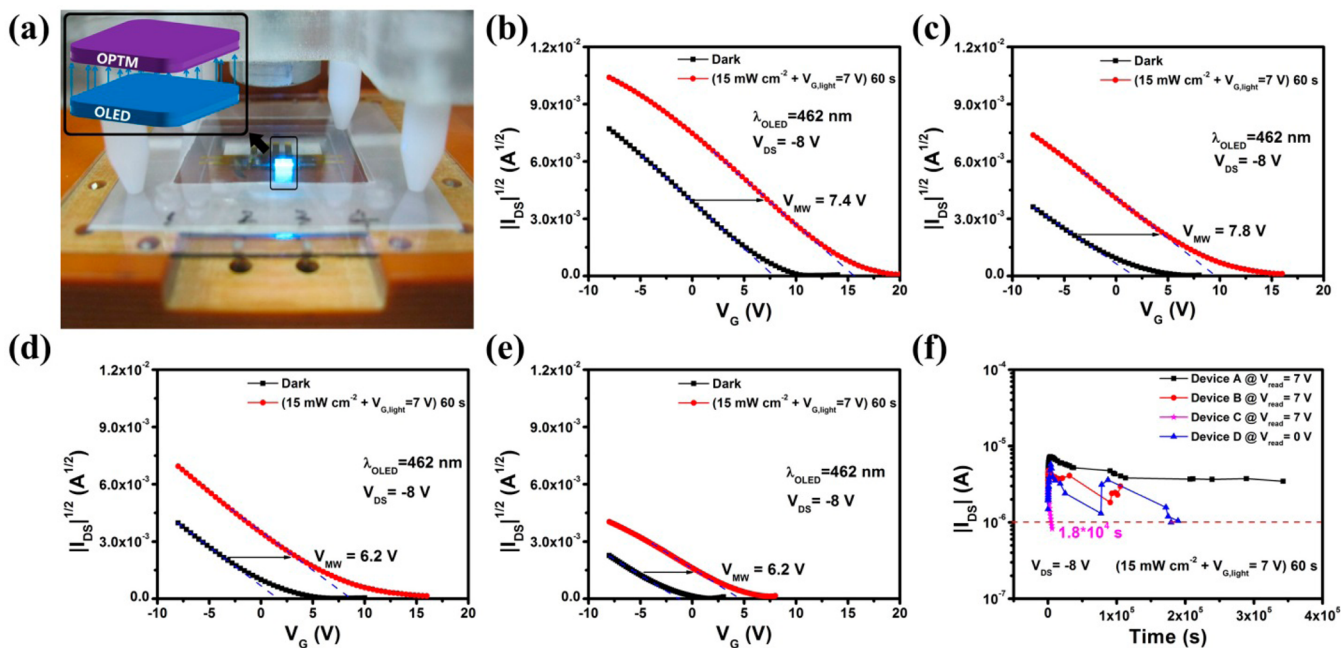 (a)
OPTM
OLED
1 2 3 4
(b)
1.2x10⁻²
9.0x10⁻³
6.0x10⁻³
3.0x10⁻³
0.0
|I_DS|^1/2 (A^1/2)
Dark
(15 mW cm⁻² + V_G,light=7 V) 60 s
λ_OLED=462 nm
V_DS= -8 V
V_MW = 7.4 V
-10 -5 0 5 10 15 20
V_G (V)
(c)
1.2x10⁻²
9.0x10⁻³
6.0x10⁻³
3.0x10⁻³
0.0
|I_DS|^1/2 (A^1/2)
Dark
(15 mW cm⁻² + V_G,light=7 V) 60 s
λ_OLED=462 nm
V_DS= -8 V
V_MW = 7.8 V
-10 -5 0 5 10 15 20
V_G (V)
(d)
1.2x10⁻²
9.0x10⁻³
6.0x10⁻³
3.0x10⁻³
0.0
|I_DS|^1/2 (A^1/2)
Dark
(15 mW cm⁻² + V_G,light=7 V) 60 s
λ_OLED=462 nm
V_DS= -8 V
V_MW = 6.2 V
-10 -5 0 5 10 15 20
V_G (V)
(e)
1.2x10⁻²
9.0x10⁻³
6.0x10⁻³
3.0x10⁻³
0.0
|I_DS|^1/2 (A^1/2)
Dark
(15 mW cm⁻² + V_G,light=7 V) 60 s
λ_OLED=462 nm
V_DS= -8 V
V_MW = 6.2 V
-10 -5 0 5 10 15 20
V_G (V)
(f)
10⁻⁴
10⁻⁵
10⁻⁶
10⁻⁷
|I_DS| (A)
Device A @ V_read= 7 V
Device B @ V_read= 7 V
Device C @ V_read= 7 V
Device D @ V_read= 0 V
1.8*10⁴ s
V_DS= -8 V (15 mW cm⁻² + V_G,light= 7 V) 60 s
0 1x10⁵ 2x10⁵ 3x10⁵ 4x10⁵
Time (s)